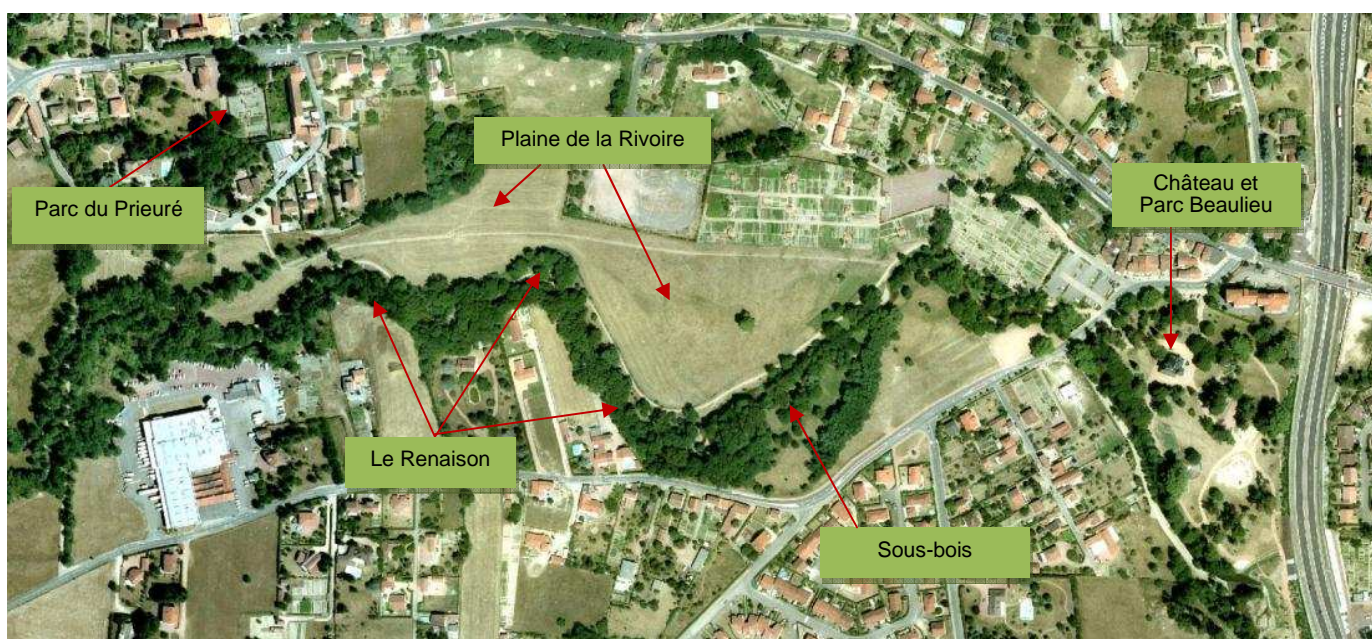 Plaine de la Rivoire
Château et
Parc Beaulieu
Parc du Prieuré
Le Renaison
Sous-bois